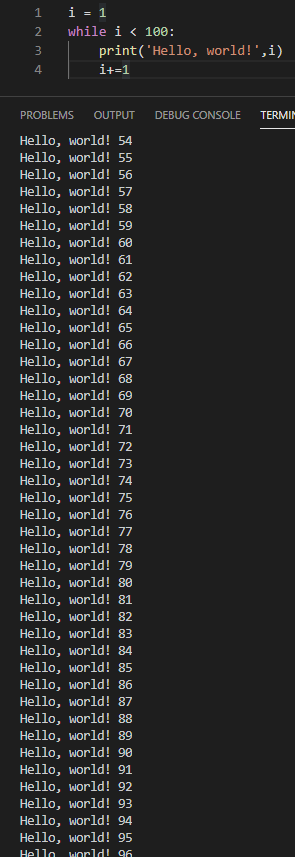 1 i = 1
2 while i < 100:
3     print('Hello, world!',i)
4     i+=1
PROBLEMS OUTPUT DEBUG CONSOLE TERMIN
Hello, world! 54
Hello, world! 55
Hello, world! 56
Hello, world! 57
Hello, world! 58
Hello, world! 59
Hello, world! 60
Hello, world! 61
Hello, world! 62
Hello, world! 63
Hello, world! 64
Hello, world! 65
Hello, world! 66
Hello, world! 67
Hello, world! 68
Hello, world! 69
Hello, world! 70
Hello, world! 71
Hello, world! 72
Hello, world! 73
Hello, world! 74
Hello, world! 75
Hello, world! 76
Hello, world! 77
Hello, world! 78
Hello, world! 79
Hello, world! 80
Hello, world! 81
Hello, world! 82
Hello, world! 83
Hello, world! 84
Hello, world! 85
Hello, world! 86
Hello, world! 87
Hello, world! 88
Hello, world! 89
Hello, world! 90
Hello, world! 91
Hello, world! 92
Hello, world! 93
Hello, world! 94
Hello, world! 95
Hello, world! 96